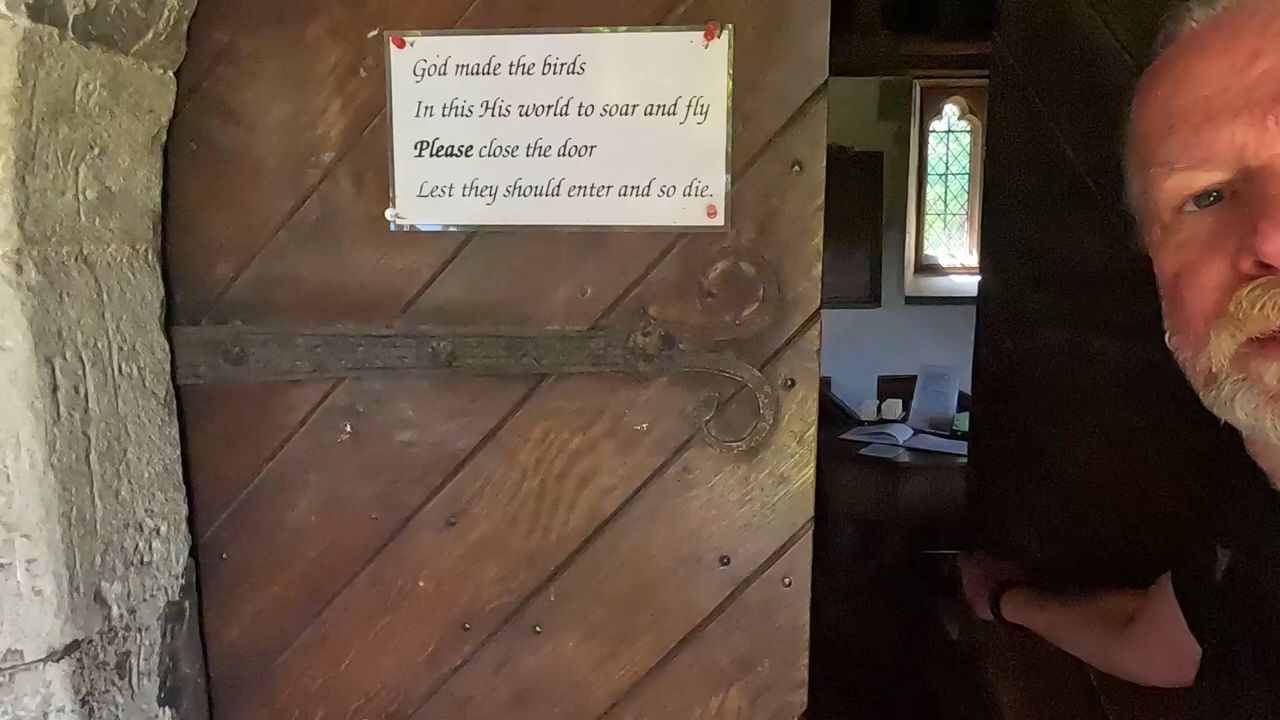 God made the birds
In this His world to soar and fly
Please close the door
Lest they should enter and so die.